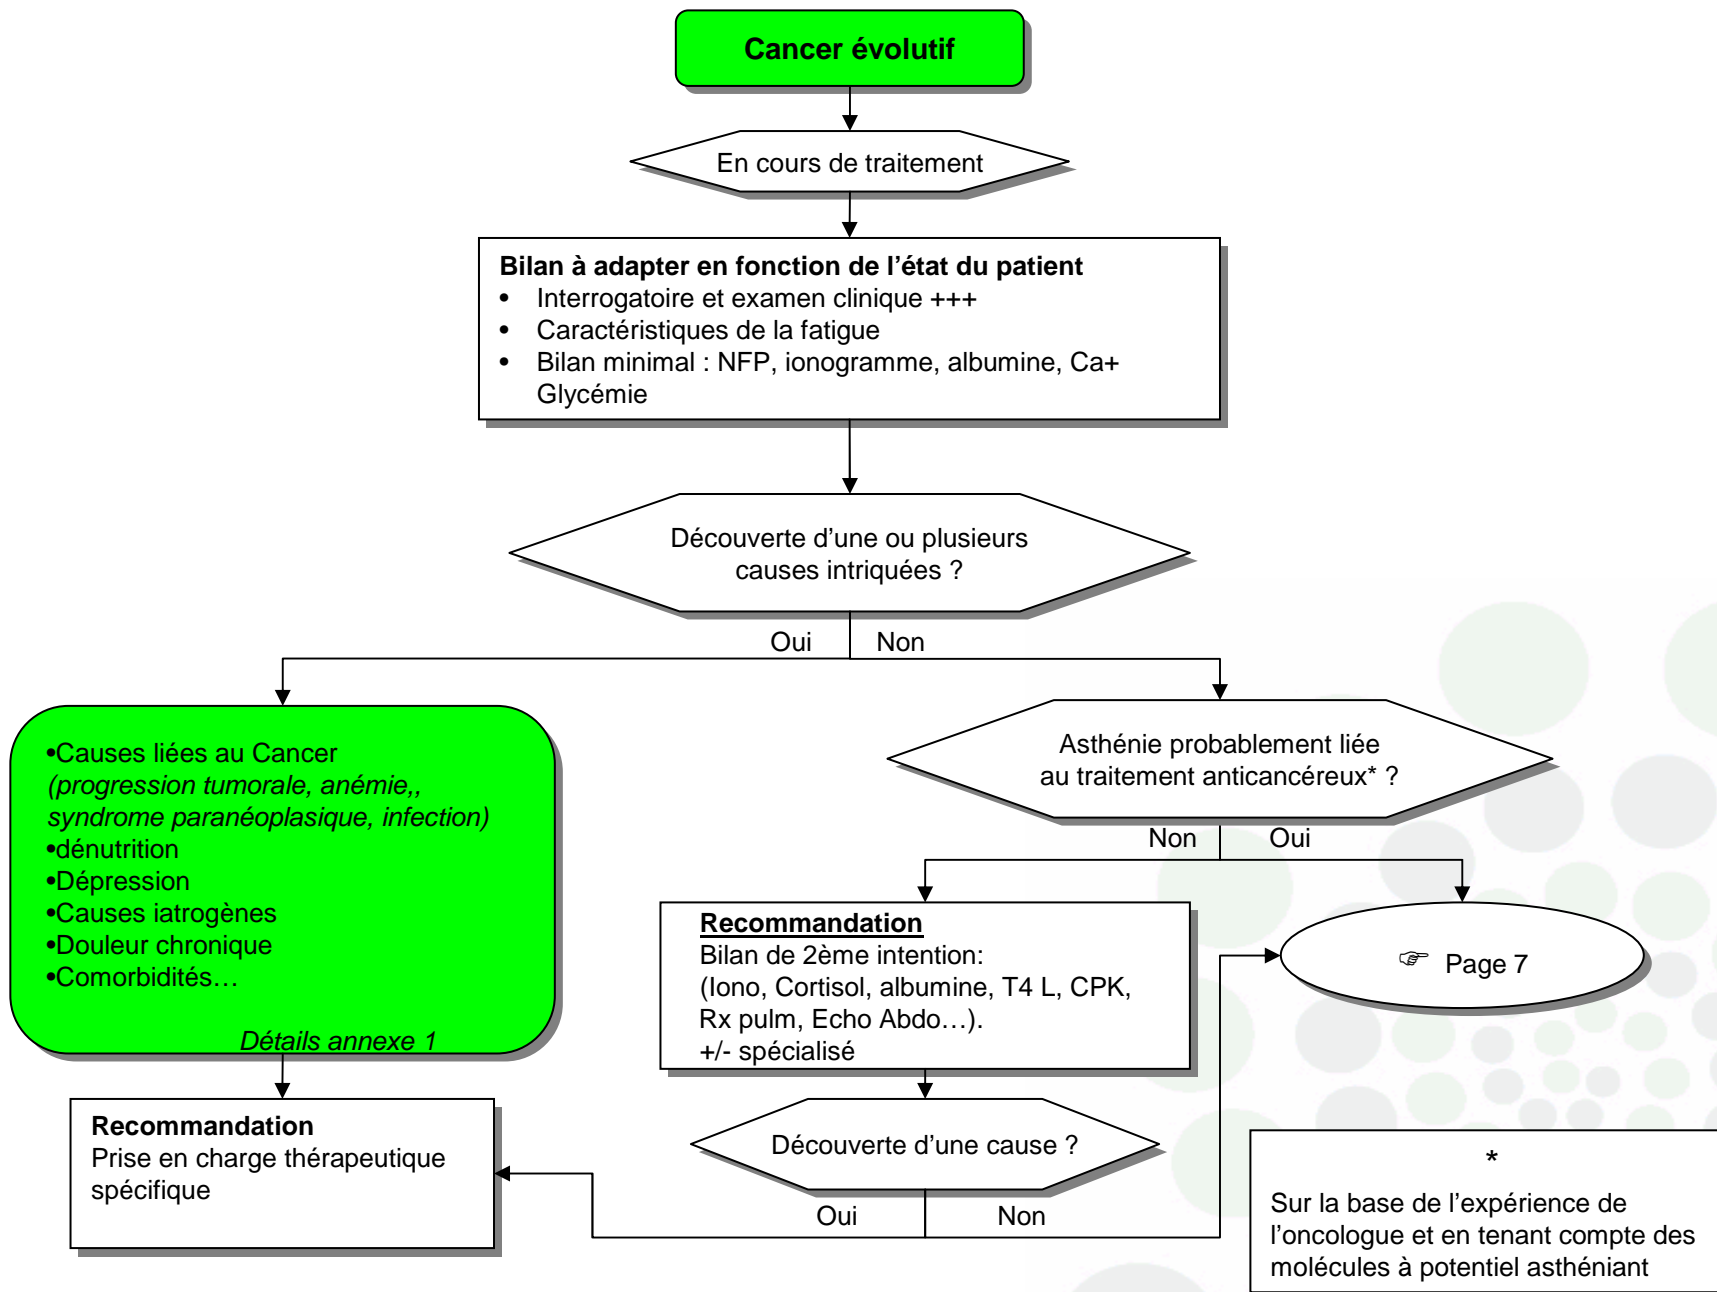 Cancer évolutif
En cours de traitement
Bilan à adapter en fonction de l’état du patient
• Interrogatoire et examen clinique +++
• Caractéristiques de la fatigue
• Bilan minimal : NFP, ionogramme, albumine, Ca+
Glycémie
Découverte d’une ou plusieurs
causes intriquées ?
Oui Non
•Causes liées au Cancer
(progression tumorale, anémie,,
syndrome paranéoplasique, infection)
•dénutrition
•Dépression
•Causes iatrogènes
•Douleur chronique
•Comorbidités…
Détails annexe 1
Asthénie probablement liée
au traitement anticancéreux* ?
Non Oui
Recommandation
Bilan de 2ème intention:
(Iono, Cortisol, albumine, T4 L, CPK,
Rx pulm, Echo Abdo…).
+/- spécialisé
☞ Page 7
Recommandation
Prise en charge thérapeutique
spécifique
Découverte d’une cause ?
Oui Non
*
Sur la base de l’expérience de
l’oncologue et en tenant compte des
molécules à potentiel asthéniant